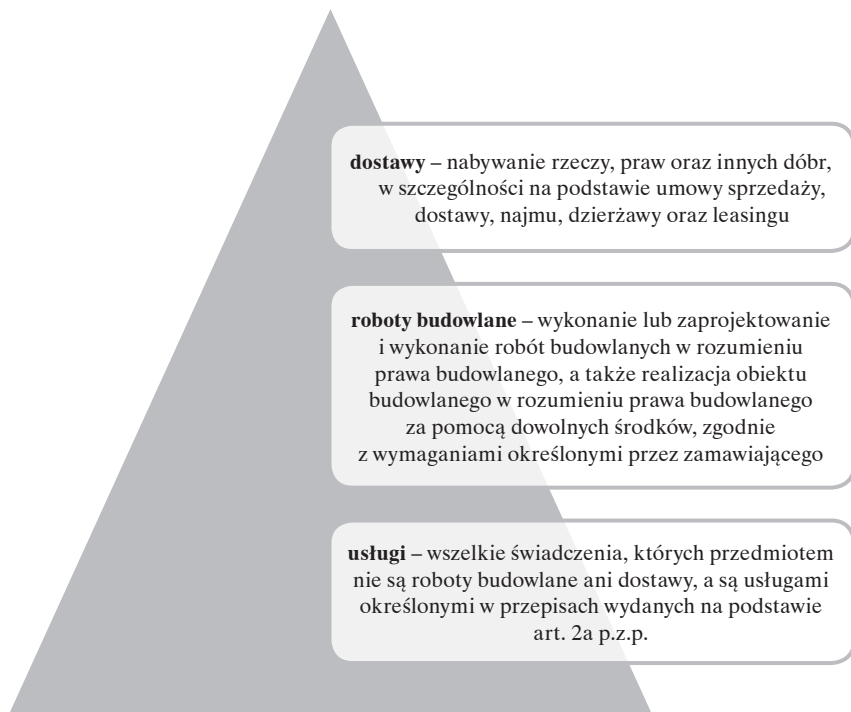 dostawy – nabywanie rzeczy, praw oraz innych dóbr,
w szczególności na podstawie umowy sprzedaży,
dostawy, najmu, dzierżawy oraz leasingu
roboty budowlane – wykonanie lub zaprojektowanie
i wykonanie robót budowlanych w rozumieniu
prawa budowlanego, a także realizacja obiektu
budowlanego w rozumieniu prawa budowlanego
za pomocą dowolnych środków, zgodnie
z wymaganiami określonymi przez zamawiającego
usługi – wszelkie świadczenia, których przedmiotem
nie są roboty budowlane ani dostawy, a są usługami
określonymi w przepisach wydanych na podstawie
art. 2a p.z.p.